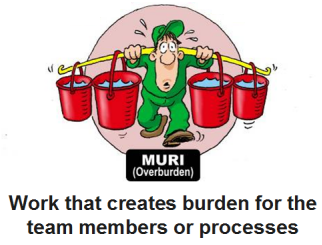 MURI
(Overburden)
Work that creates burden for the
team members or processes